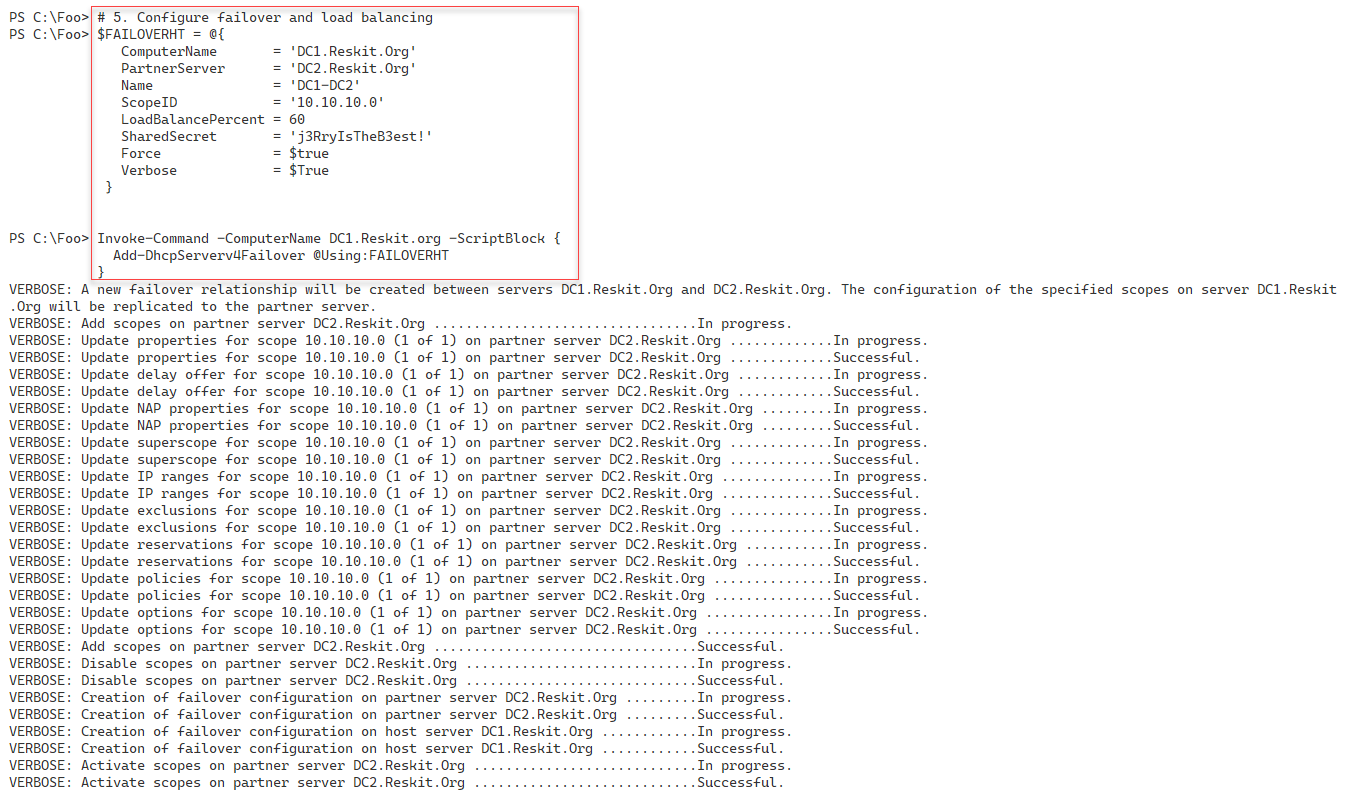 PS C:\Foo> # 5. Configure failover and load balancing
PS C:\Foo> $FAILOVERHT = @{
   ComputerName       = 'DC1.Reskit.Org'
   PartnerServer      = 'DC2.Reskit.Org'
   Name               = 'DC1-DC2'
   ScopeID            = '10.10.10.0'
   LoadBalancePercent = 60
   SharedSecret       = 'j3RryIsTheB3est!'
   Force              = $true
   Verbose            = $True
 }
PS C:\Foo> Invoke-Command -ComputerName DC1.Reskit.org -ScriptBlock {
  Add-DhcpServerv4Failover @Using:FAILOVERHT
}
VERBOSE: A new failover relationship will be created between servers DC1.Reskit.Org and DC2.Reskit.Org. The configuration of the specified scopes on server DC1.Reskit
.Org will be replicated to the partner server.
VERBOSE: Add scopes on partner server DC2.Reskit.Org .................................In progress.
VERBOSE: Update properties for scope 10.10.10.0 (1 of 1) on partner server DC2.Reskit.Org .............In progress.
VERBOSE: Update properties for scope 10.10.10.0 (1 of 1) on partner server DC2.Reskit.Org .............Successful.
VERBOSE: Update delay offer for scope 10.10.10.0 (1 of 1) on partner server DC2.Reskit.Org ............In progress.
VERBOSE: Update delay offer for scope 10.10.10.0 (1 of 1) on partner server DC2.Reskit.Org ............Successful.
VERBOSE: Update NAP properties for scope 10.10.10.0 (1 of 1) on partner server DC2.Reskit.Org .........In progress.
VERBOSE: Update NAP properties for scope 10.10.10.0 (1 of 1) on partner server DC2.Reskit.Org .........Successful.
VERBOSE: Update superscope for scope 10.10.10.0 (1 of 1) on partner server DC2.Reskit.Org .............In progress.
VERBOSE: Update superscope for scope 10.10.10.0 (1 of 1) on partner server DC2.Reskit.Org .............Successful.
VERBOSE: Update IP ranges for scope 10.10.10.0 (1 of 1) on partner server DC2.Reskit.Org ..............In progress.
VERBOSE: Update IP ranges for scope 10.10.10.0 (1 of 1) on partner server DC2.Reskit.Org ..............Successful.
VERBOSE: Update exclusions for scope 10.10.10.0 (1 of 1) on partner server DC2.Reskit.Org .............In progress.
VERBOSE: Update exclusions for scope 10.10.10.0 (1 of 1) on partner server DC2.Reskit.Org .............Successful.
VERBOSE: Update reservations for scope 10.10.10.0 (1 of 1) on partner server DC2.Reskit.Org ...........In progress.
VERBOSE: Update reservations for scope 10.10.10.0 (1 of 1) on partner server DC2.Reskit.Org ...........Successful.
VERBOSE: Update policies for scope 10.10.10.0 (1 of 1) on partner server DC2.Reskit.Org ...............In progress.
VERBOSE: Update policies for scope 10.10.10.0 (1 of 1) on partner server DC2.Reskit.Org ...............Successful.
VERBOSE: Update options for scope 10.10.10.0 (1 of 1) on partner server DC2.Reskit.Org ................In progress.
VERBOSE: Update options for scope 10.10.10.0 (1 of 1) on partner server DC2.Reskit.Org ................Successful.
VERBOSE: Add scopes on partner server DC2.Reskit.Org .................................Successful.
VERBOSE: Disable scopes on partner server DC2.Reskit.Org .............................In progress.
VERBOSE: Disable scopes on partner server DC2.Reskit.Org .............................Successful.
VERBOSE: Creation of failover configuration on partner server DC2.Reskit.Org .........In progress.
VERBOSE: Creation of failover configuration on partner server DC2.Reskit.Org .........Successful.
VERBOSE: Creation of failover configuration on host server DC1.Reskit.Org ............In progress.
VERBOSE: Creation of failover configuration on host server DC1.Reskit.Org ............Successful.
VERBOSE: Activate scopes on partner server DC2.Reskit.Org ............................In progress.
VERBOSE: Activate scopes on partner server DC2.Reskit.Org ............................Successful.